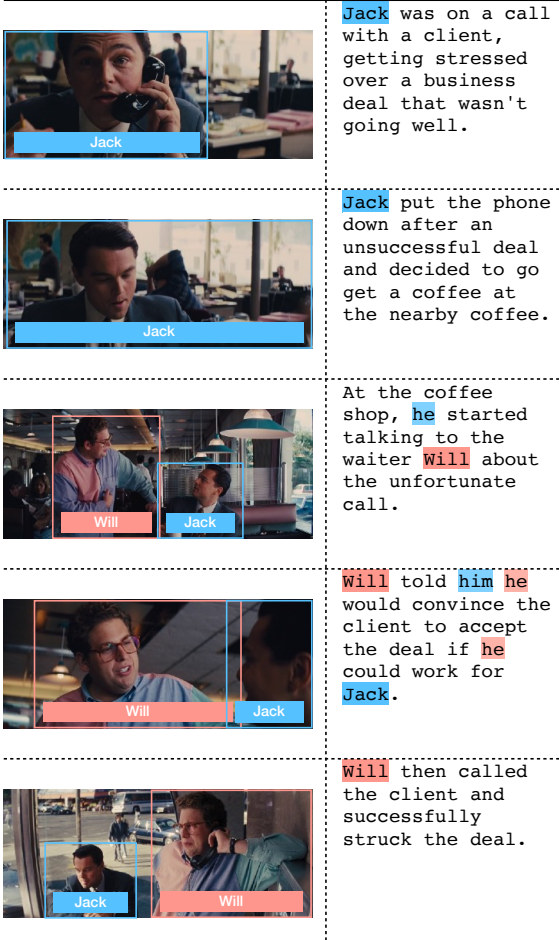 Jack
Jack was on a call
with a client,
getting stressed
over a business
deal that wasn't
going well.
Jack
Jack put the phone
down after an
unsuccessful deal
and decided to go
get a coffee at
the nearby coffee.
Will
Jack
At the coffee
shop, he started
talking to the
waiter Will about
the unfortunate
call.
Will
Jack
Will told him he
would convince the
client to accept
the deal if he
could work for
Jack.
Jack
Will
Will then called
the client and
successfully
struck the deal.